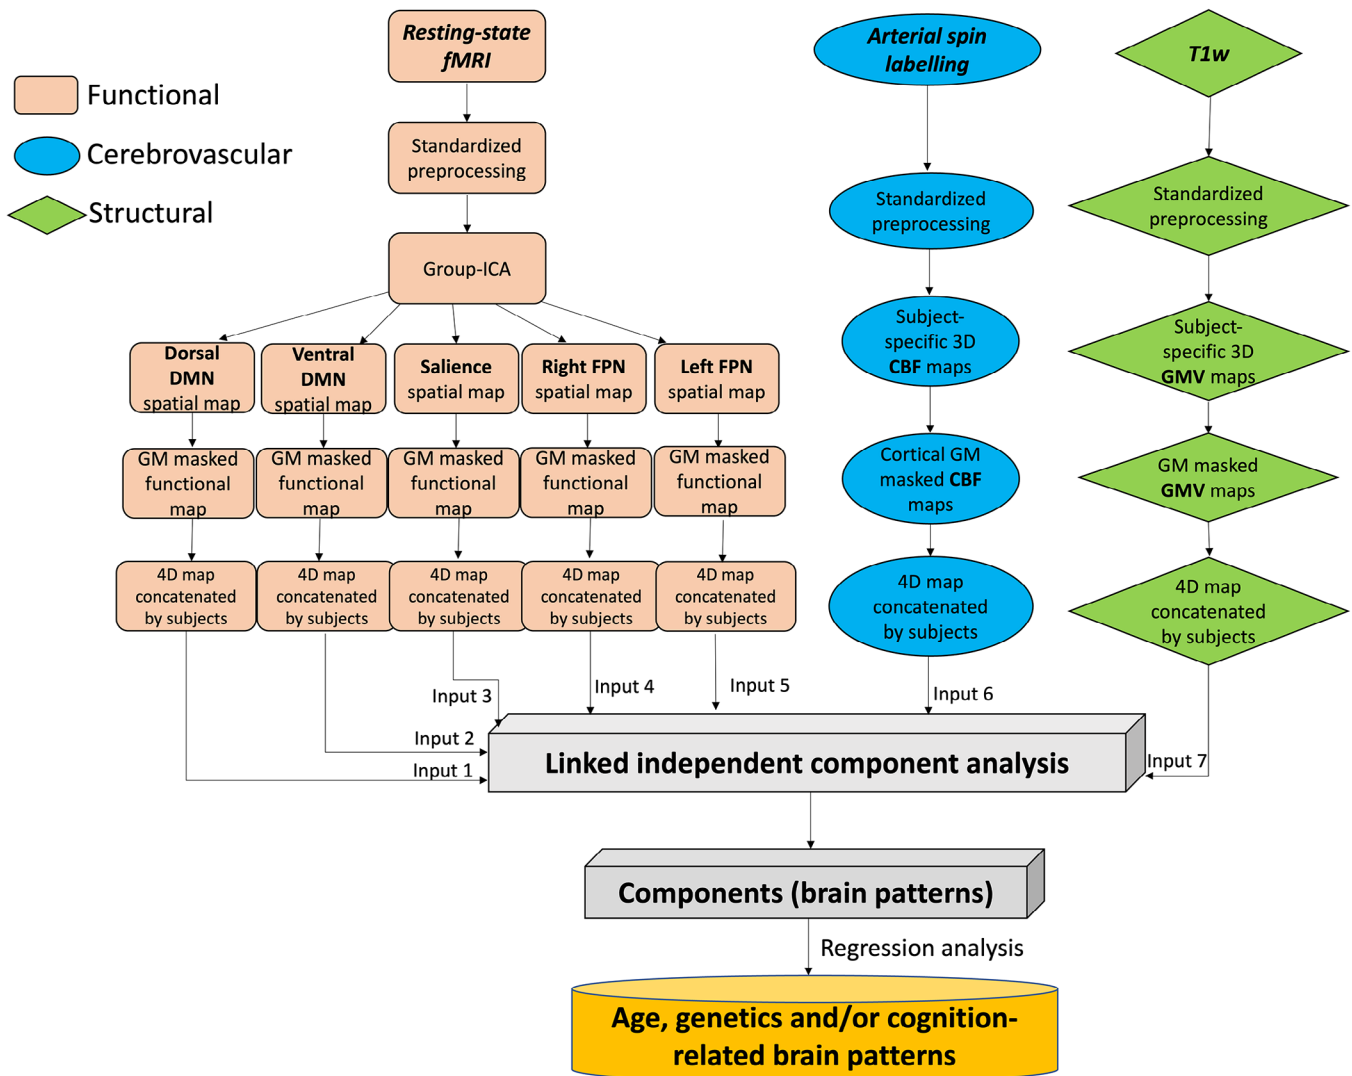 Resting-state
fMRI
Arterial spin
labelling
T1w
Functional
Cerebrovascular
Structural
Standardized
preprocessing
Standardized
preprocessing
Standardized
preprocessing
Group-ICA
Dorsal
DMN
spatial map
Ventral
DMN
spatial map
Salience
spatial map
Right FPN
spatial map
Left FPN
spatial map
Subject-
specific 3D
CBF maps
Subject-
specific 3D
GMV maps
GM masked
functional
map
GM masked
functional
map
GM masked
functional
map
GM masked
functional
map
GM masked
functional
map
Cortical GM
masked CBF
maps
GM masked
GMV maps
4D map
concatenated
by subjects
4D map
concatenated
by subjects
4D map
concatenated
by subjects
4D map
concatenated
by subjects
4D map
concatenated
by subjects
4D map
concatenated
by subjects
4D map
concatenated
by subjects
Input 3
Input 4
Input 5
Input 6
Input 2
Input 1
Input 7
Linked independent component analysis
Components (brain patterns)
Regression analysis
Age, genetics and/or cognition-
related brain patterns